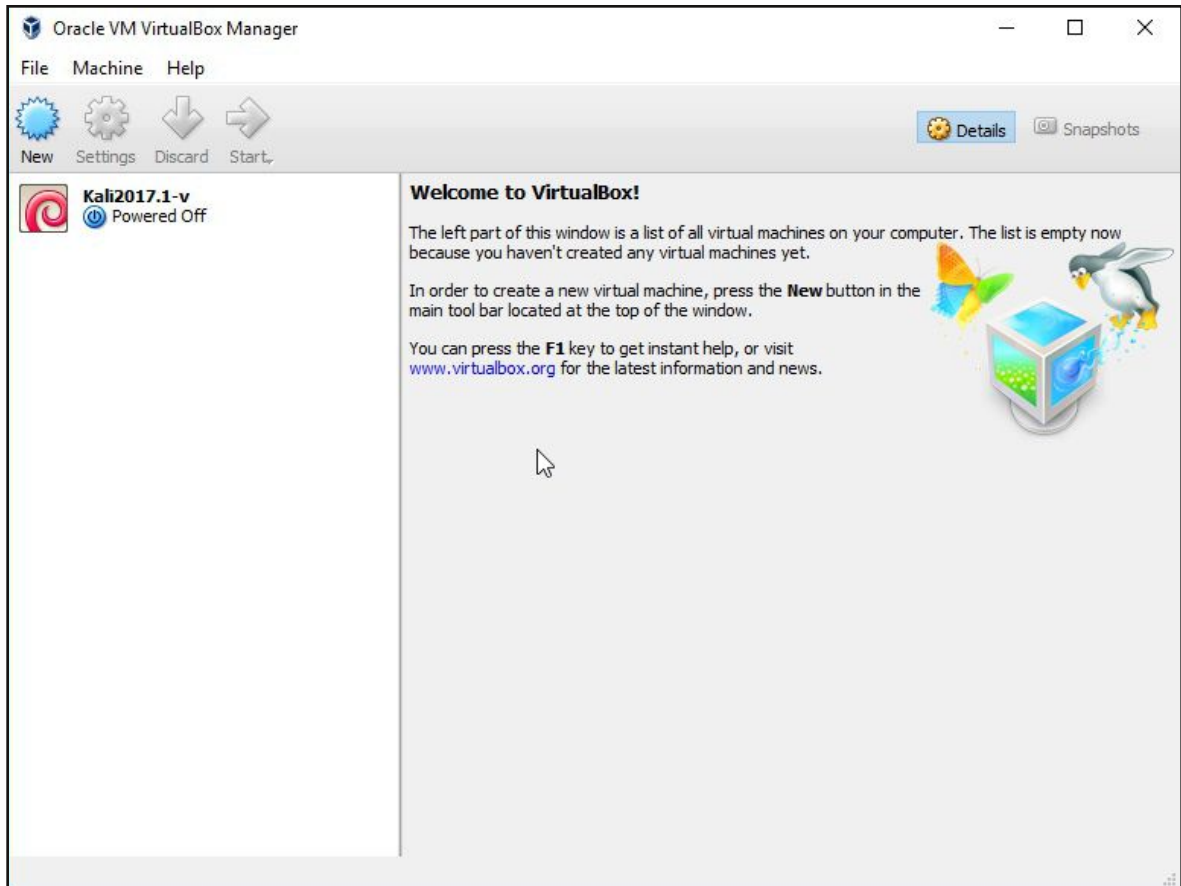 Oracle VM VirtualBox Manager
File Machine Help
New Settings Discard Start
Details Snapshots
Kali2017.1-v
Powered Off
Welcome to VirtualBox!
The left part of this window is a list of all virtual machines on your computer. The list is empty now
because you haven't created any virtual machines yet.
In order to create a new virtual machine, press the New button in the
main tool bar located at the top of the window.
You can press the F1 key to get instant help, or visit
www.virtualbox.org for the latest information and news.